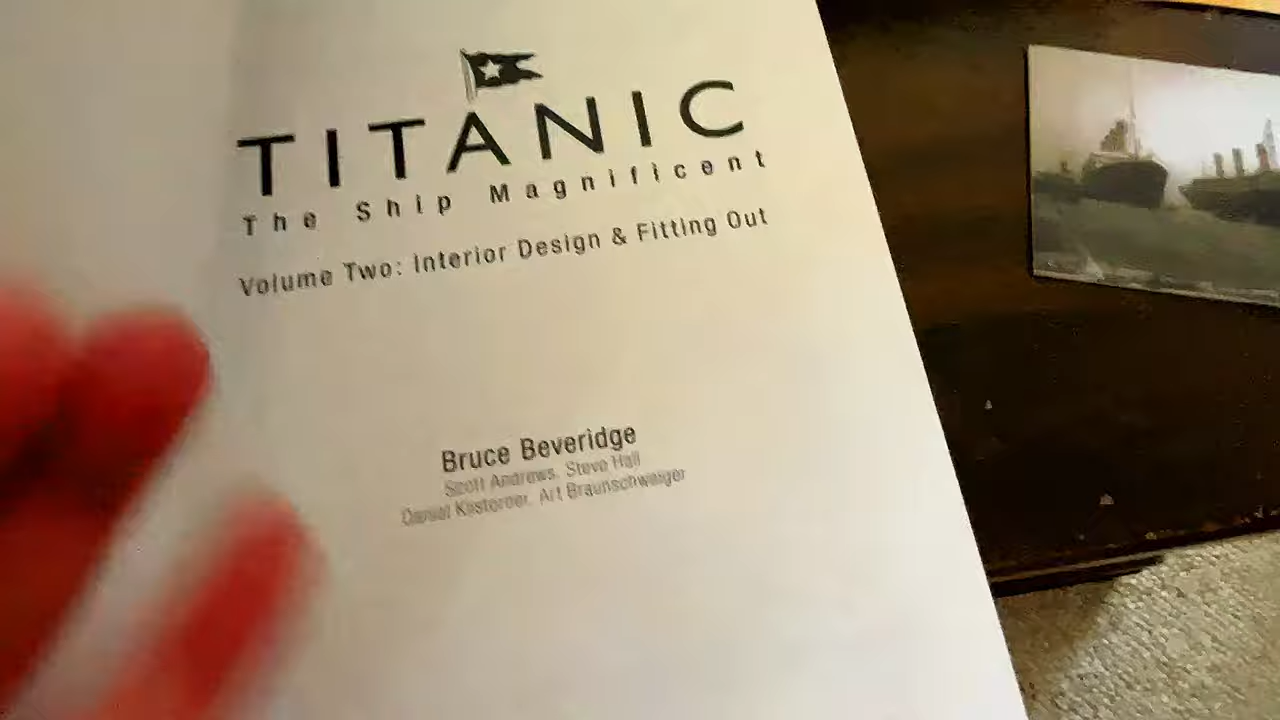 TITANIC
The Ship Magnificent
Volume Two: Interior Design & Fitting Out
Bruce Beveridge
Scott Andrews, Steve Hall
Daniel Klistorner, Art Braunschweiger